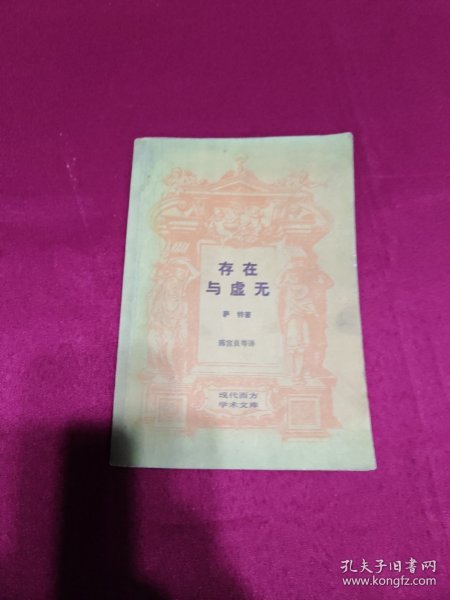 存在
与虚无
萨 特著
陈宣良等译
现代西方
学术文库
孔夫子旧书网
www.kongfz.com